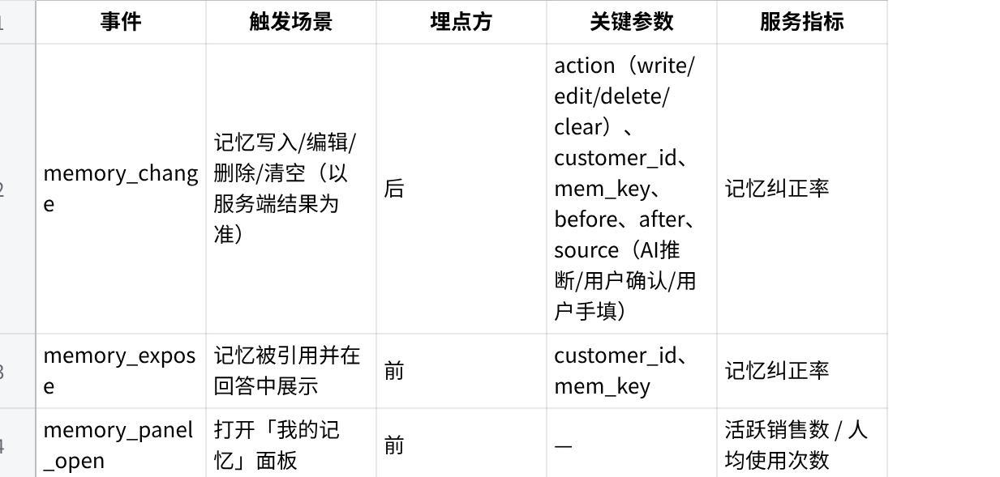 事件 触发场景 埋点方 关键参数 服务指标
memory_chang
e
记忆写入/编辑/
删除/清空（以
服务端结果为
准）
后
action（write/
edit/delete/
clear）、
customer_id、
mem_key、
before、after、
source（AI推
断/用户确认/用
户手填）
记忆纠正率
memory_expos
e
记忆被引用并在
回答中展示
前
customer_id、
mem_key
记忆纠正率
memory_panel
_open
打开「我的记
忆」面板
前
—
活跃销售数 / 人
均使用次数